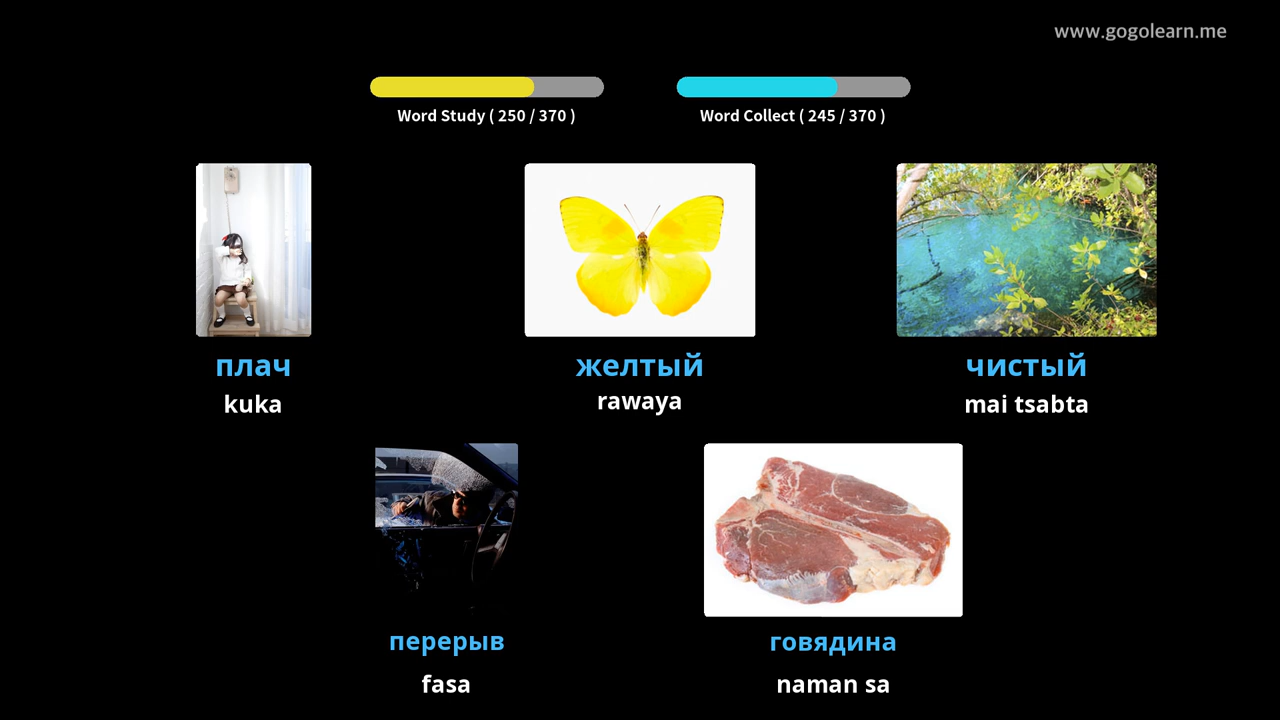 www.gogolearn.me
Word Study ( 250 / 370 )
Word Collect ( 245 / 370 )
плач
желтый
чистый
kuka
rawaya
mai tsabta
перерыв
говядина
fasa
naman sa